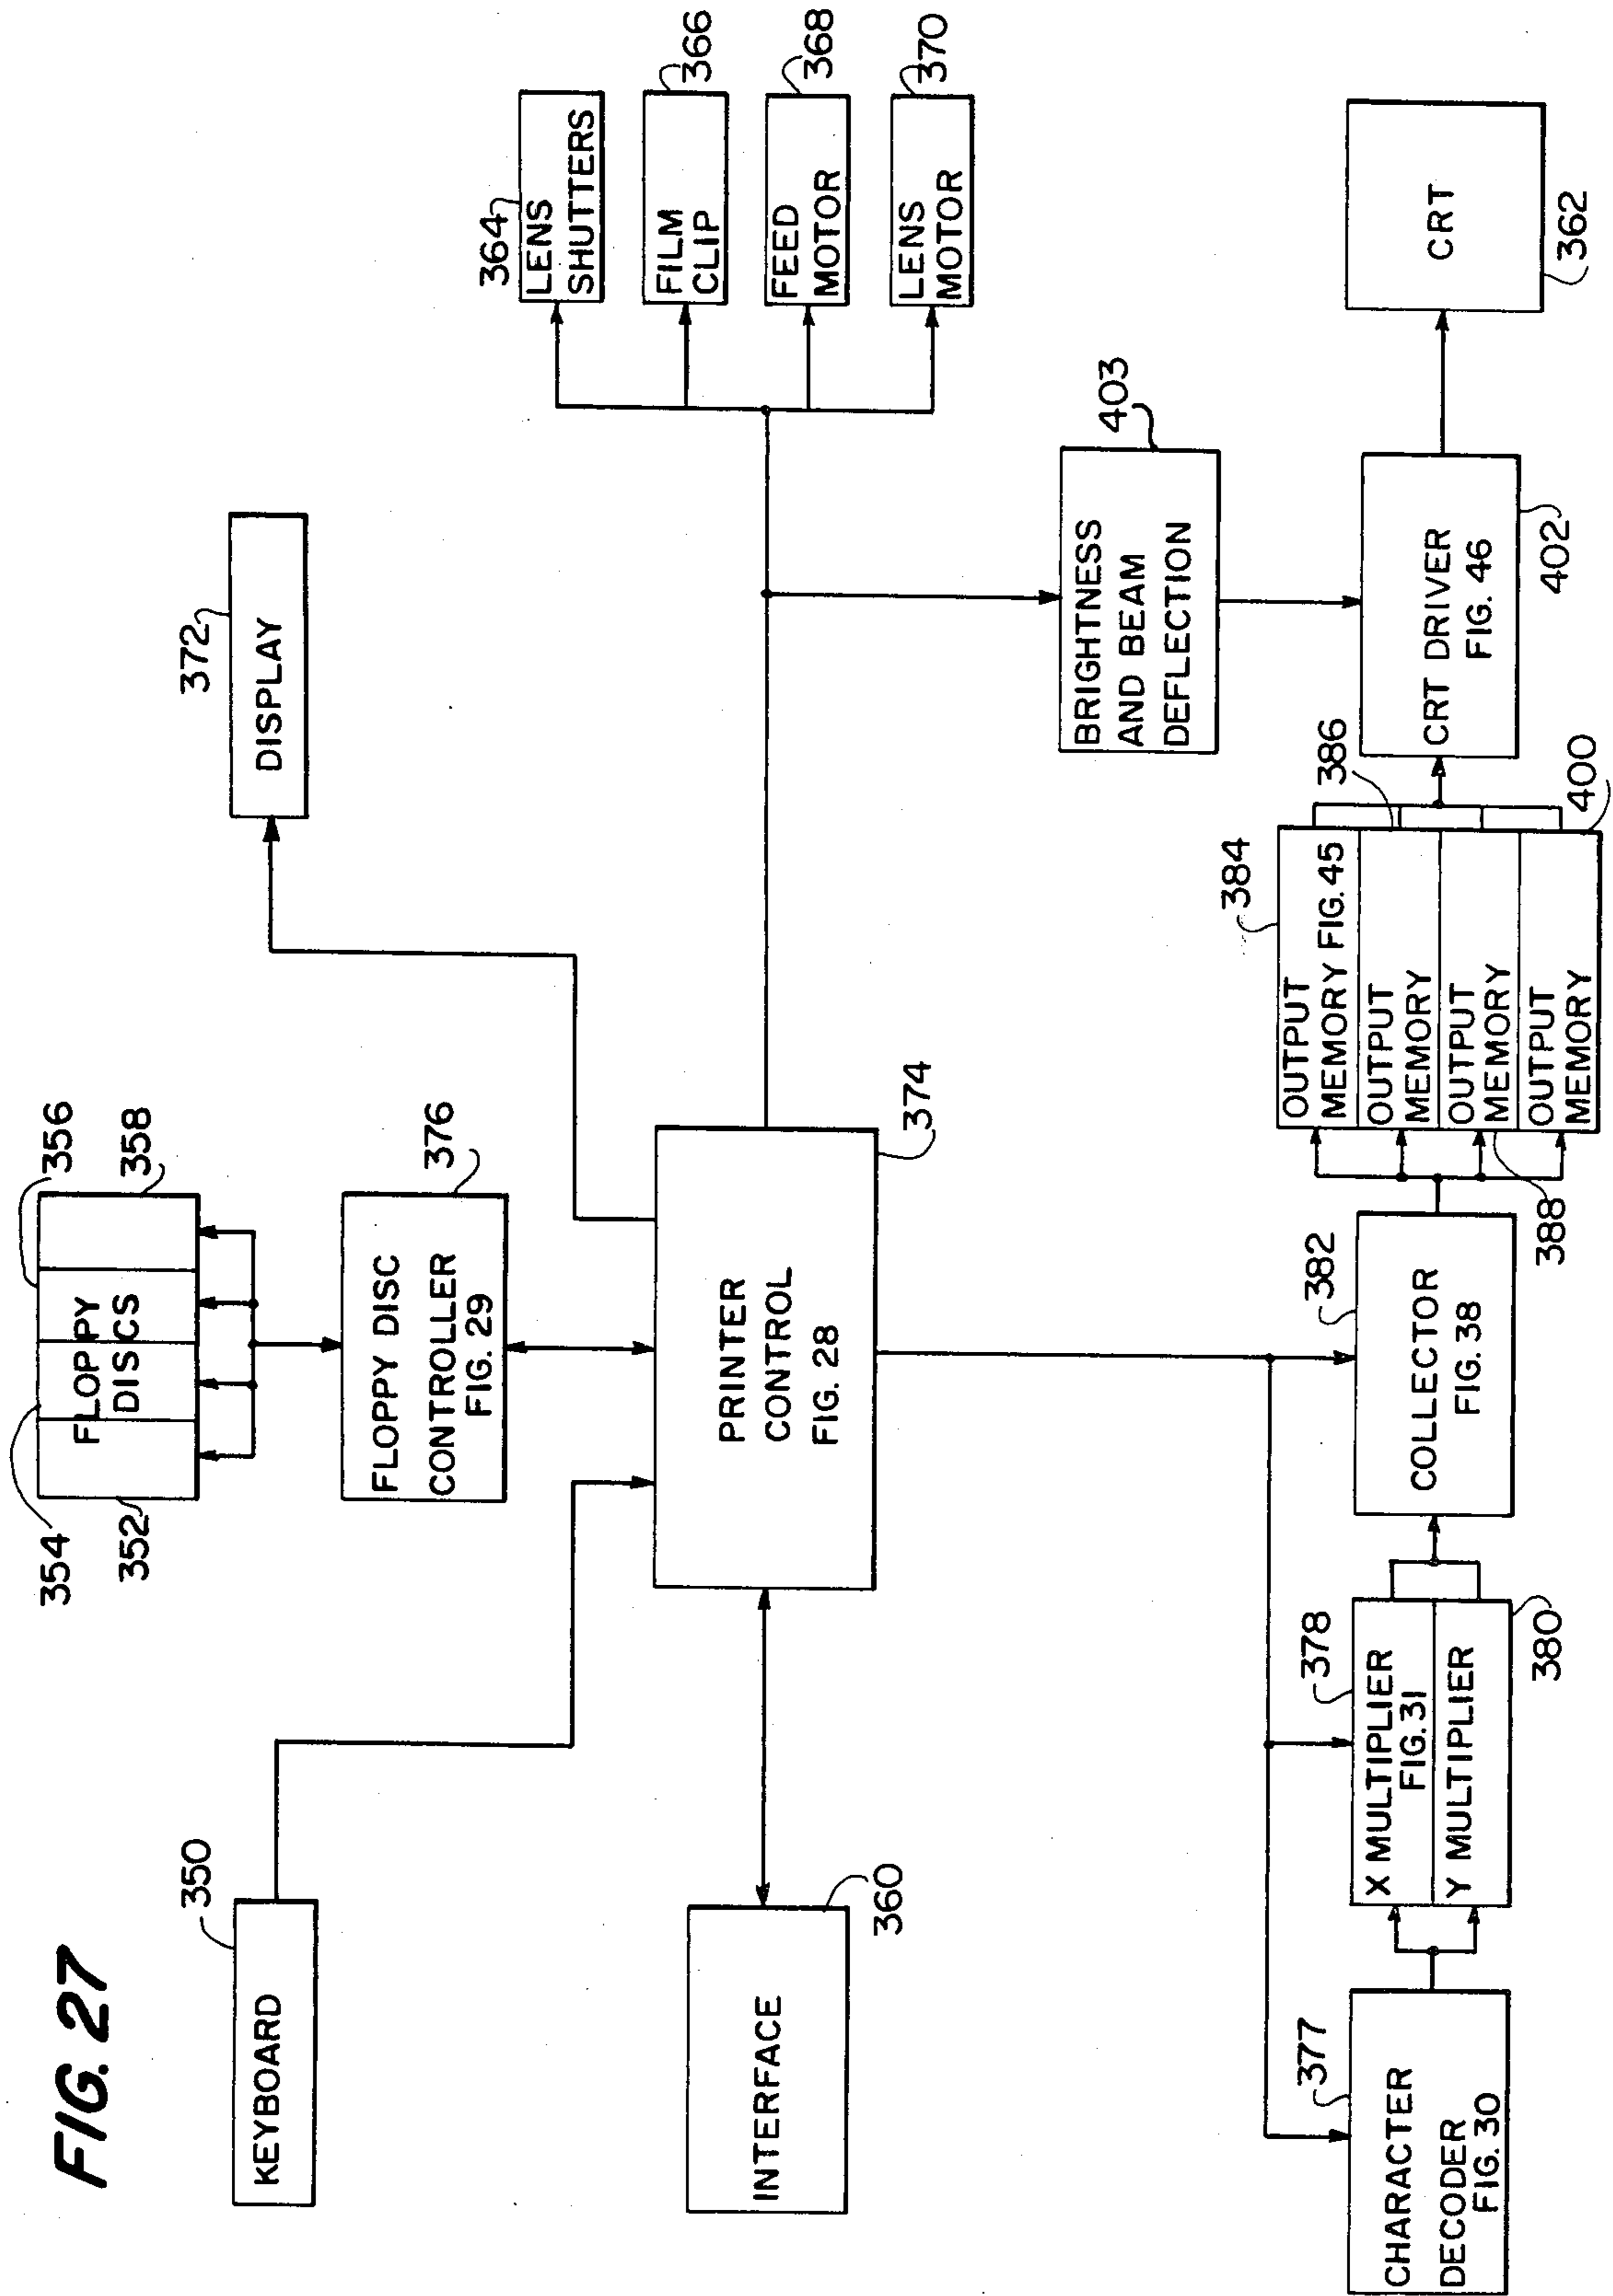 FIG. 27
350
KEYBOARD
354
356
352
358
FLOPPY
DISCS
372
DISPLAY
376
FLOPPY DISC
CONTROLLER
FIG. 29
364
LENS
SHUTTERS
366
FILM
CLIP
368
FEED
MOTOR
370
LENS
MOTOR
INTERFACE
360
PRINTER
CONTROL
FIG. 28
374
403
BRIGHTNESS
AND BEAM
DEFLECTION
377
CHARACTER
DECODER
FIG. 30
378
X MULTIPLIER
FIG. 31
Y MULTIPLIER
380
382
COLLECTOR
FIG. 38
384
OUTPUT
MEMORY FIG. 45
386
OUTPUT
MEMORY
388
OUTPUT
MEMORY
OUTPUT
MEMORY
400
CRT DRIVER
FIG. 46
402
CRT
362